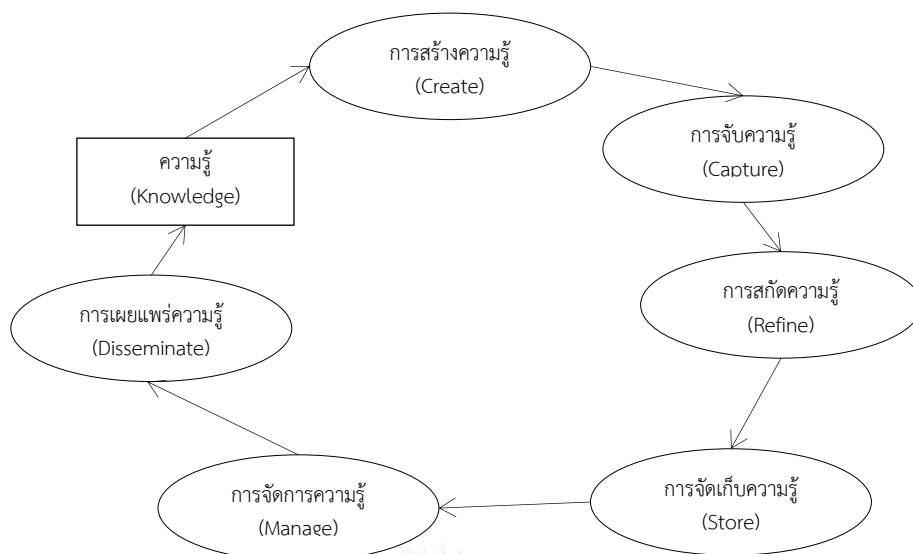 การสร้างความรู้
(Create)
การจับความรู้
(Capture)
ความรู้
(Knowledge)
การสกัดความรู้
(Refine)
การเผยแพร่ความรู้
(Disseminate)
การจัดการความรู้
(Manage)
การจัดเก็บความรู้
(Store)